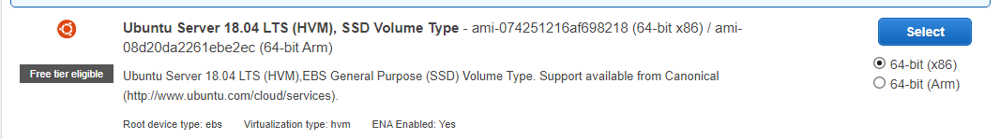 Ubuntu Server 18.04 LTS (HVM), SSD Volume Type - ami-074251216af698218 (64-bit x86) / ami-
08d20da2261ebe2ec (64-bit Arm)
Select
Free tier eligible
Ubuntu Server 18.04 LTS (HVM),EBS General Purpose (SSD) Volume Type. Support available from Canonical
(http://www.ubuntu.com/cloud/services).
64-bit (x86)
64-bit (Arm)
Root device type: ebs Virtualization type: hvm ENA Enabled: Yes